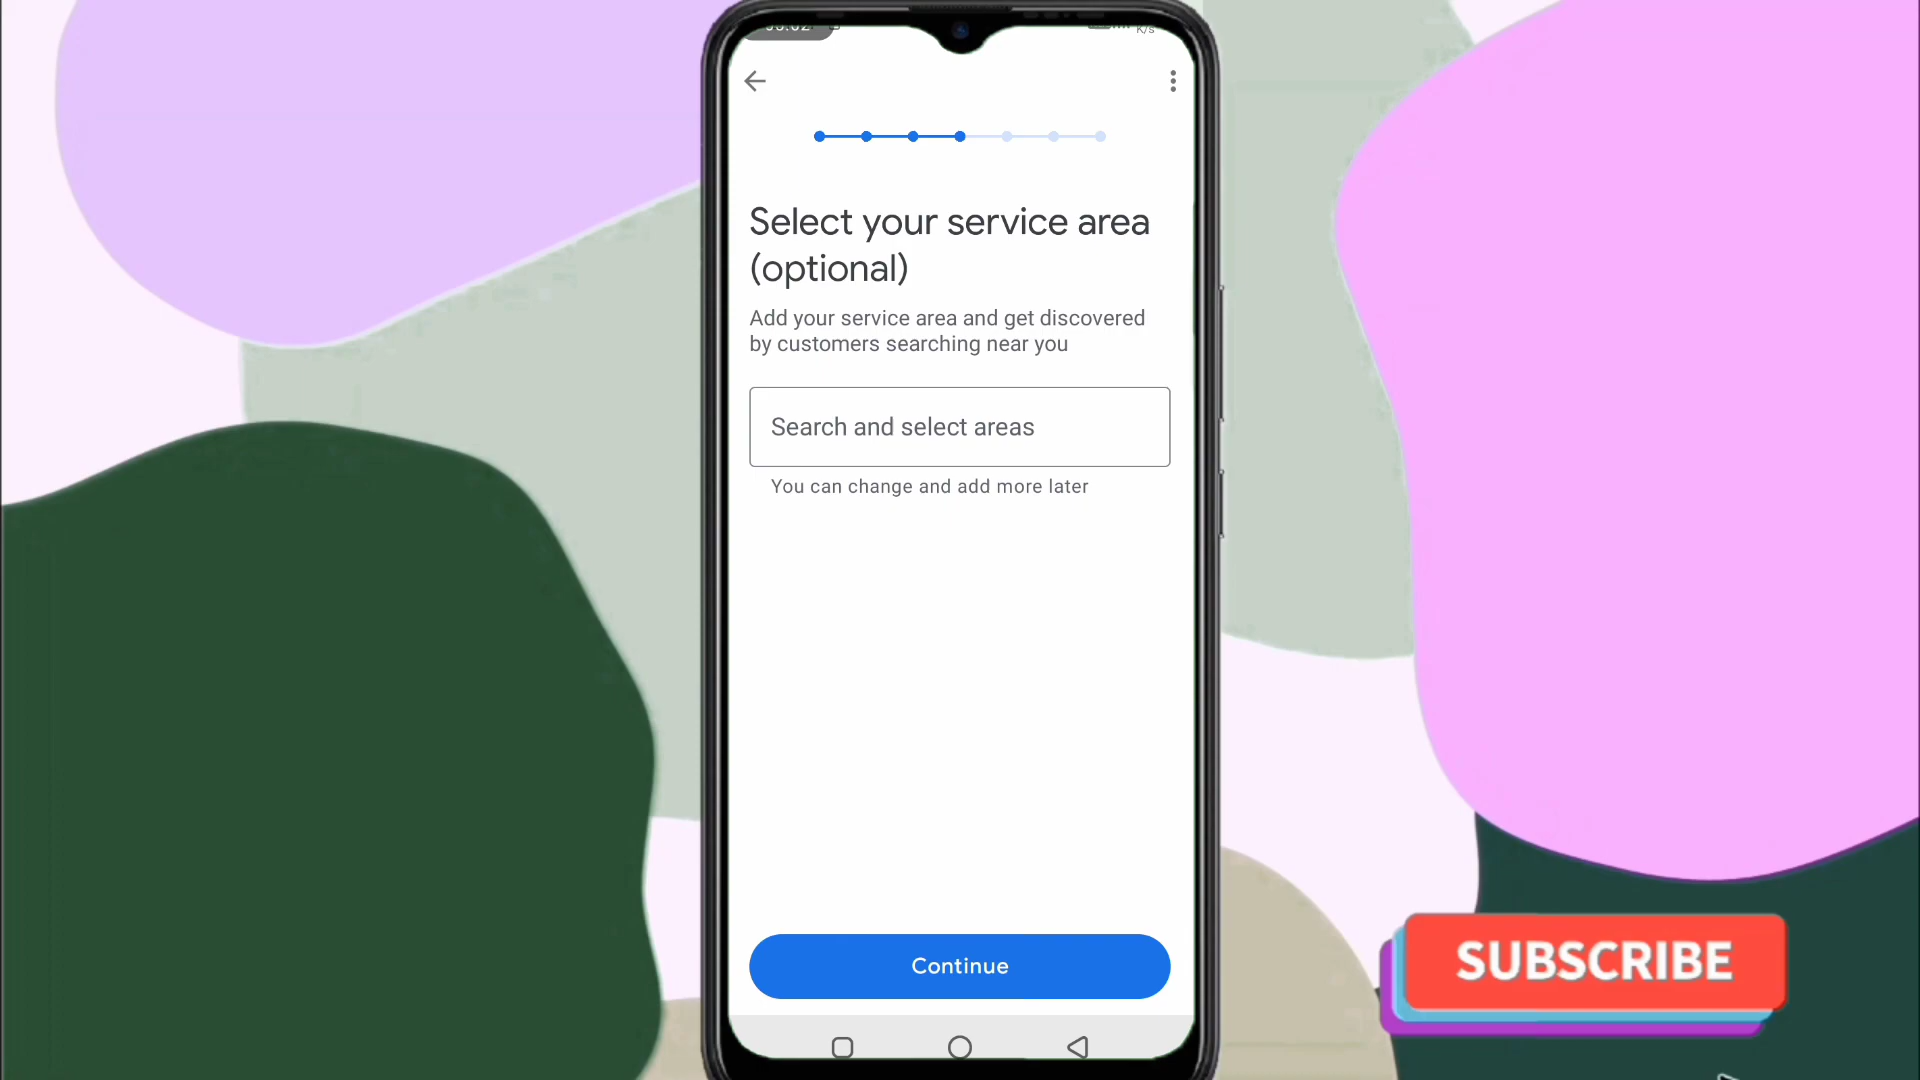 K/s
Select your service area
(optional)
Add your service area and get discovered
by customers searching near you
Search and select areas
You can change and add more later
Continue
SUBSCRIBE